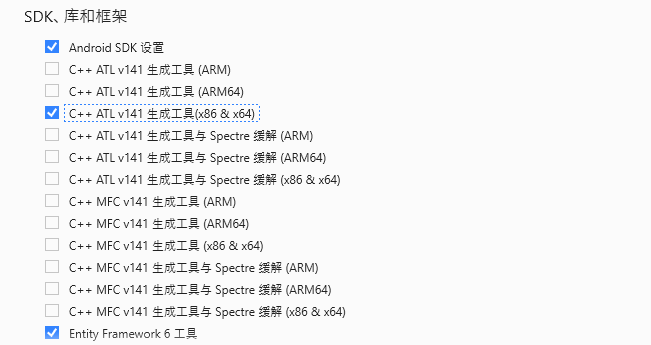 SDK、库和框架
Android SDK 设置
C++ ATL v141 生成工具 (ARM)
C++ ATL v141 生成工具 (ARM64)
C++ ATL v141 生成工具(x86 & x64)
C++ ATL v141 生成工具与 Spectre 缓解 (ARM)
C++ ATL v141 生成工具与 Spectre 缓解 (ARM64)
C++ ATL v141 生成工具与 Spectre 缓解 (x86 & x64)
C++ MFC v141 生成工具 (ARM)
C++ MFC v141 生成工具 (ARM64)
C++ MFC v141 生成工具 (x86 & x64)
C++ MFC v141 生成工具与 Spectre 缓解 (ARM)
C++ MFC v141 生成工具与 Spectre 缓解 (ARM64)
C++ MFC v141 生成工具与 Spectre 缓解 (x86 & x64)
Entity Framework 6 工具